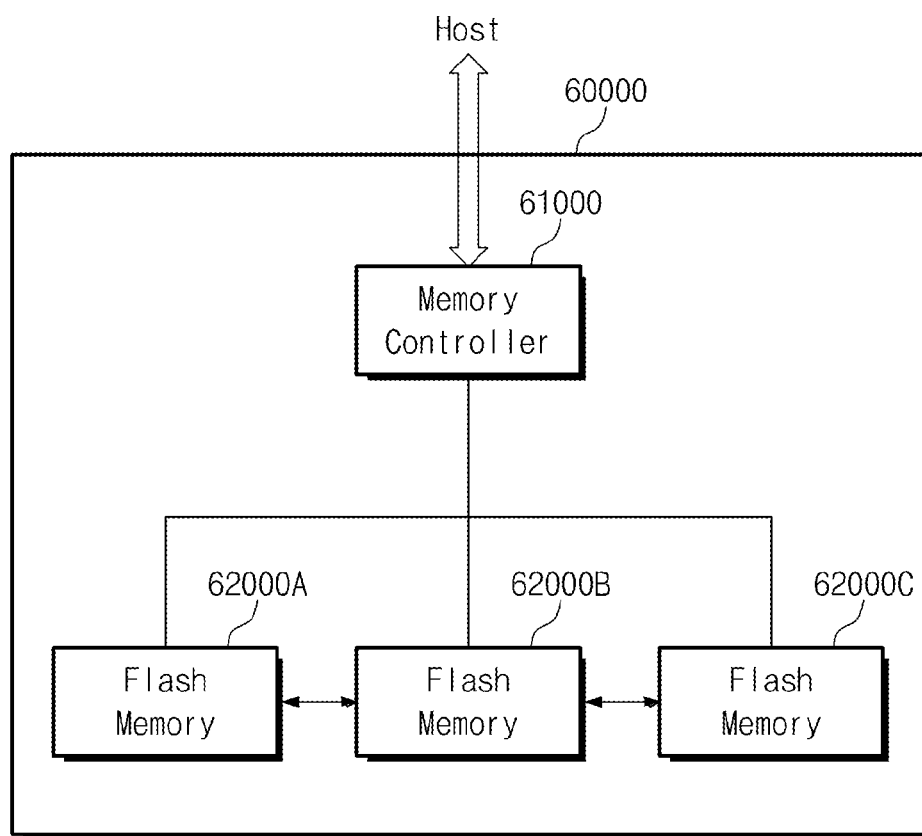 Host
60000
61000
Memory
Controller
62000A
62000B
62000C
Flash
Memory
Flash
Memory
Flash
Memory